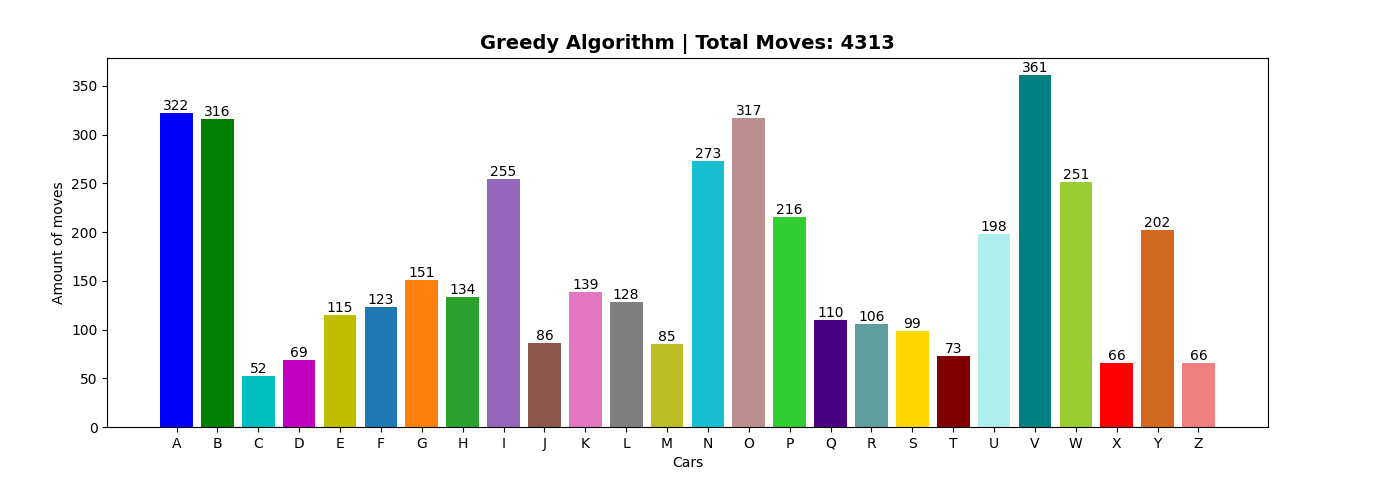 Greedy Algorithm | Total Moves: 4313
Amount of moves
350
300
250
200
150
100
50
0
322 316 52 69 115 123 151 134 255 86 139 128 85 273 317 216 110 106 99 73 198 361 251 66 202 66
A B C D E F G H I J K L M N O P Q R S T U V W X Y Z
Cars